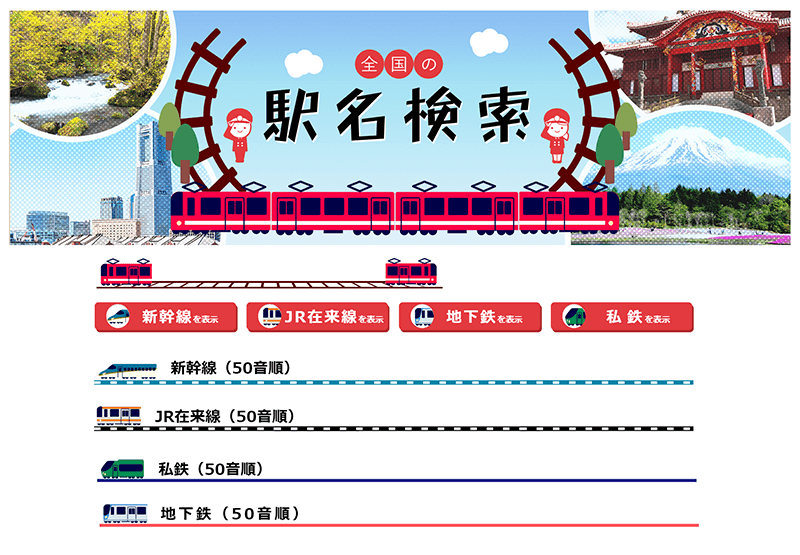 全国の
駅名検索
新幹線を表示
JR在来線を表示
地下鉄を表示
私鉄を表示
新幹線（50音順）
JR在来線（50音順）
私鉄（50音順）
地下鉄（50音順）